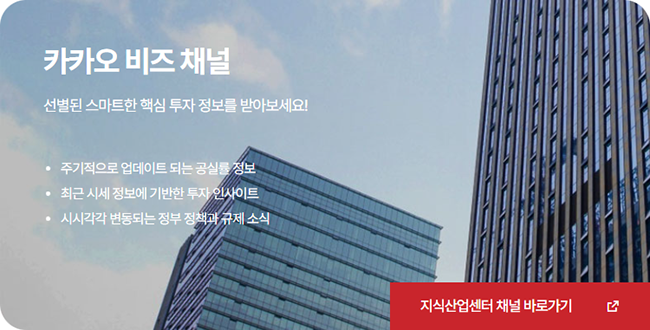 카카오 비즈 채널
선별된 스마트한 핵심 투자 정보를 받아보세요!
• 주기적으로 업데이트 되는 공실률 정보
• 최근 시세 정보에 기반한 투자 인사이트
• 시시각각 변동되는 정부 정책과 규제 소식
지식산업센터 채널 바로가기